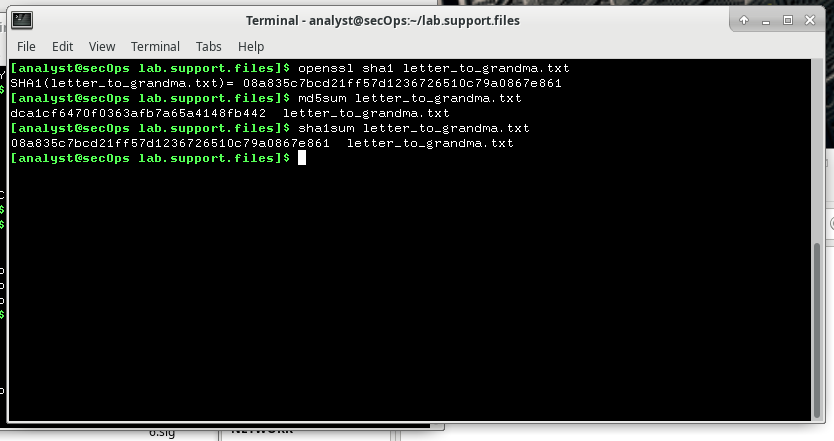 Terminal - analyst@secOps:~/lab.support.files
File Edit View Terminal Tabs Help
[analyst@secOps lab.support.files]$ openssl sha1 letter_to_grandma.txt
SHA1(letter_to_grandma.txt)= 08a835c7bcd21ff57d1236726510c79a0867e861
[analyst@secOps lab.support.files]$ md5sum letter_to_grandma.txt
dca1cf6470f0363afb7a65a4148fb442  letter_to_grandma.txt
[analyst@secOps lab.support.files]$ sha1sum letter_to_grandma.txt
08a835c7bcd21ff57d1236726510c79a0867e861  letter_to_grandma.txt
[analyst@secOps lab.support.files]$
NETWORK